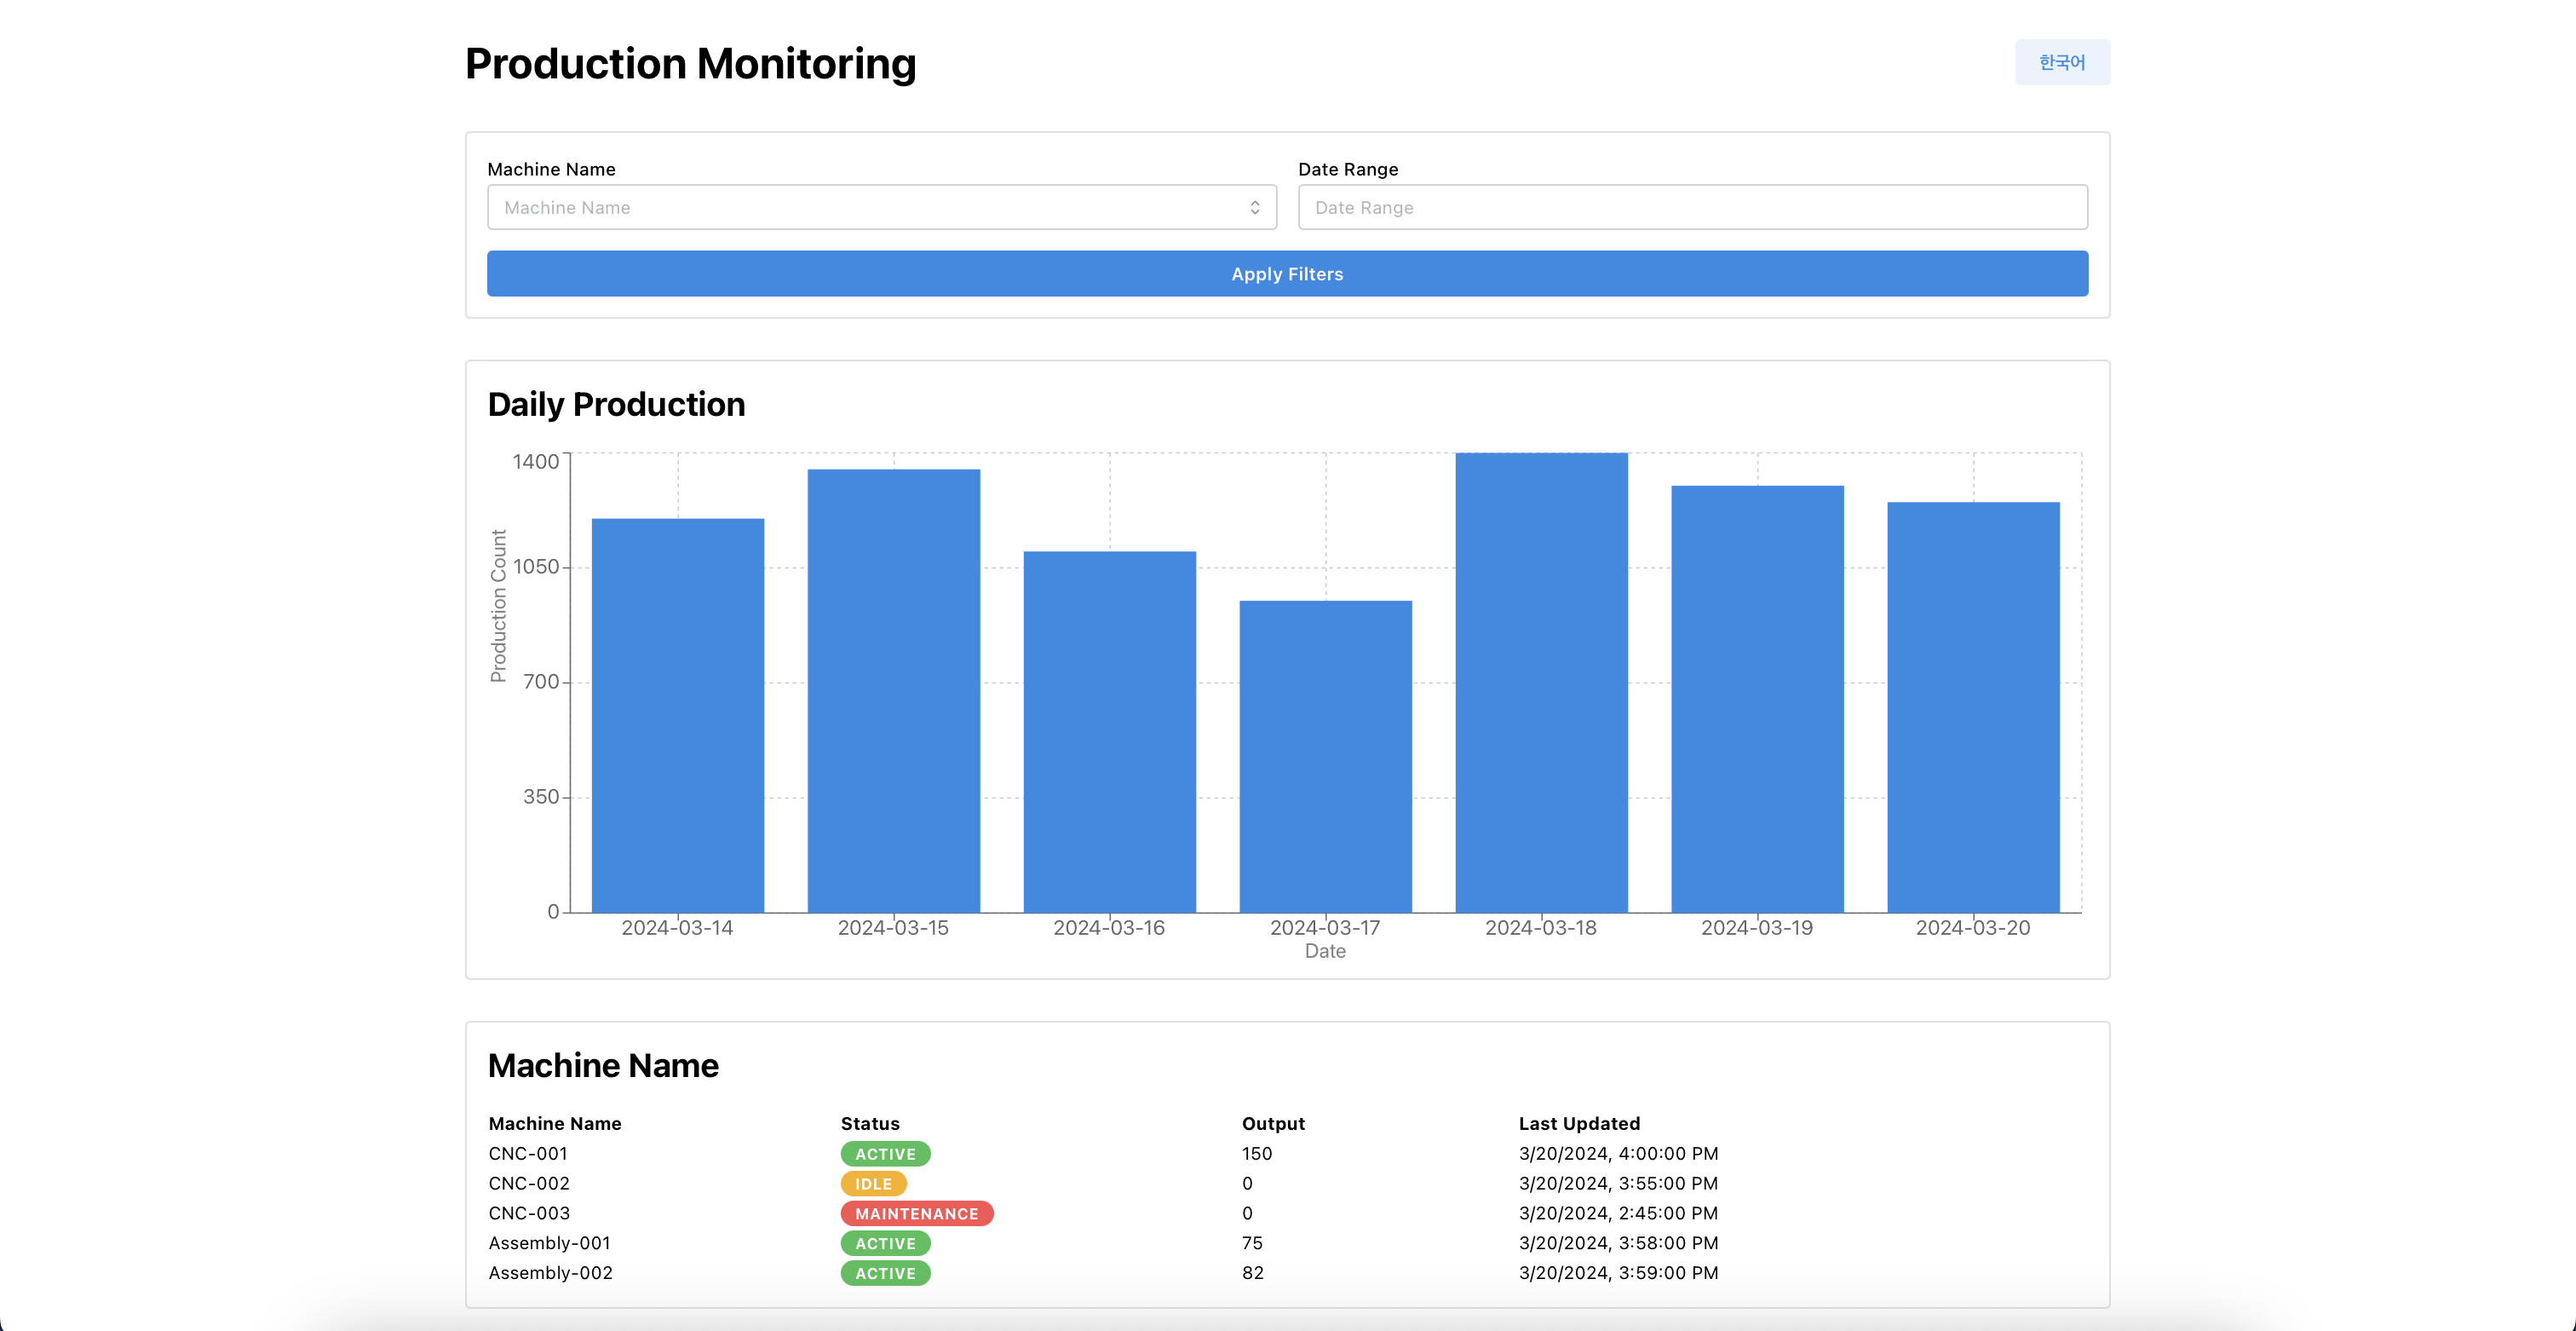 Production Monitoring
한국어
Machine Name
Date Range
Machine Name
Date Range
Apply Filters
Daily Production
Production Count
1400
1050
700
350
0
2024-03-14 2024-03-15 2024-03-16 2024-03-17 2024-03-18 2024-03-19 2024-03-20
Date
Machine Name
Machine Name Status Output Last Updated
CNC-001 ACTIVE 150 3/20/2024, 4:00:00 PM
CNC-002 IDLE 0 3/20/2024, 3:55:00 PM
CNC-003 MAINTENANCE 0 3/20/2024, 2:45:00 PM
Assembly-001 ACTIVE 75 3/20/2024, 3:58:00 PM
Assembly-002 ACTIVE 82 3/20/2024, 3:59:00 PM